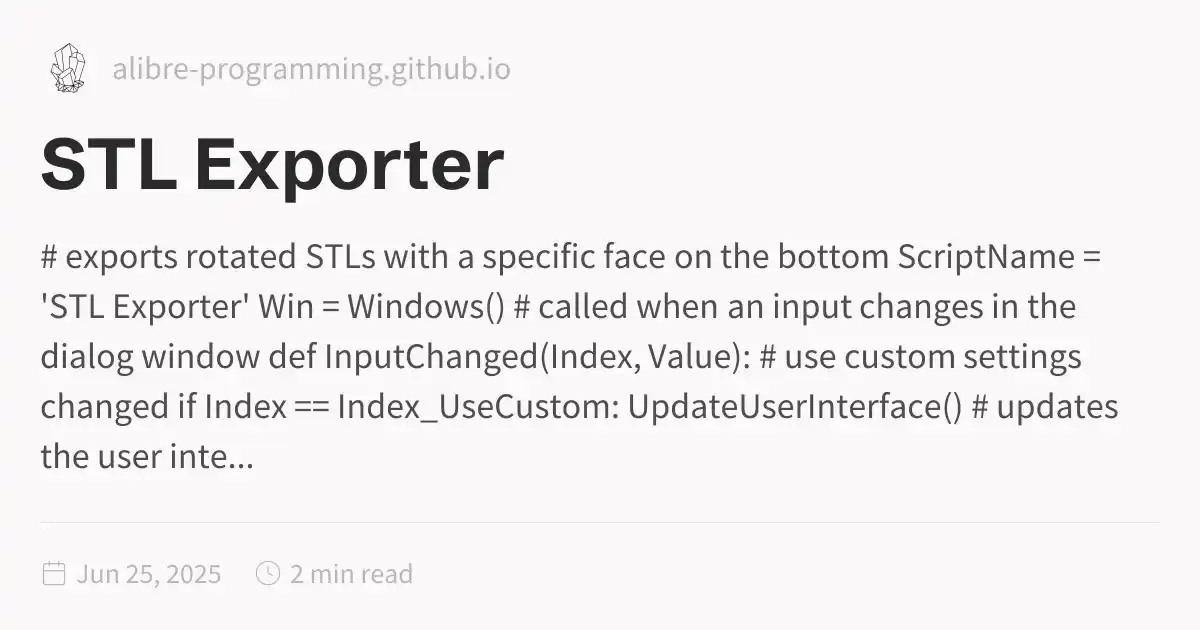 alibre-programming.github.io
STL Exporter
# exports rotated STLs with a specific face on the bottom ScriptName =
'STL Exporter' Win = Windows() # called when an input changes in the
dialog window def InputChanged(Index, Value): # use custom settings
changed if Index == Index_UseCustom: UpdateUserInterface() # updates
the user inte...
Jun 25, 2025 2 min read